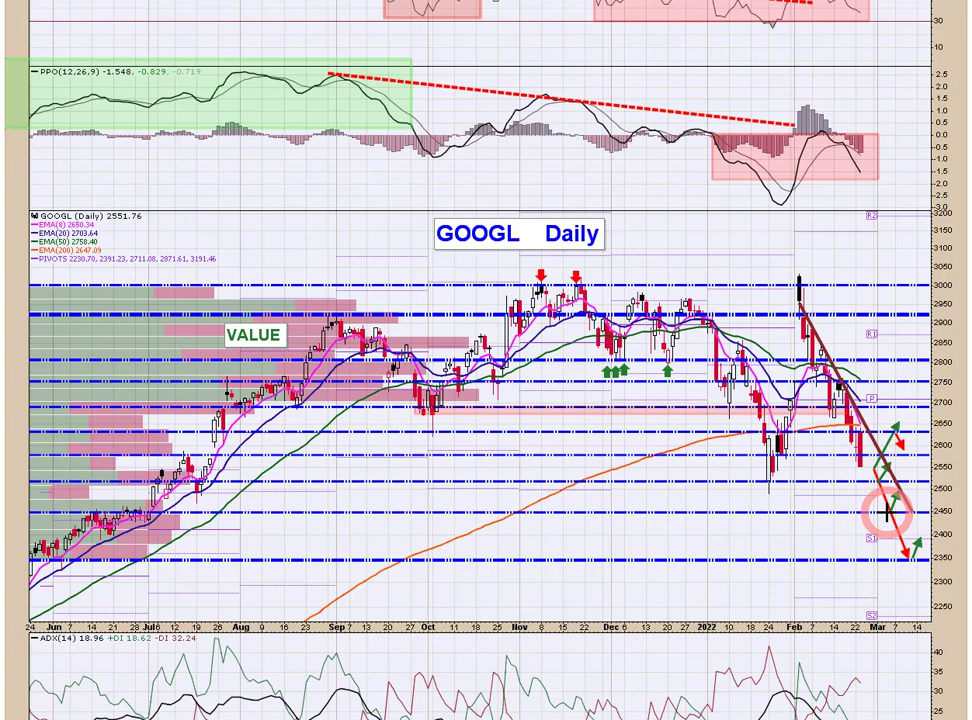 30
10
PPO(12,26,9) -1.548, -0.829, -0.719
2.5
2.0
1.5
1.0
0.5
0.0
-0.5
-1.0
-1.5
-2.0
-2.5
-3.0
GOOGL (Daily) 2551.76
EMA(8) 2650.34
EMA(20) 2703.64
EMA(50) 2758.40
EMA(200) 2647.09
PIVOTS 2230.70, 2391.23, 2711.08, 2871.61, 3191.46
GOOGL Daily
VALUE
R2
R1
P
S1
S2
3200
3150
3100
3050
3000
2950
2900
2850
2800
2750
2700
2650
2600
2550
2500
2450
2400
2350
2300
2250
24 Jun 7 14 21 Jul6 12 19 26 Aug 9 16 23 Sep 7 13 20 27 Oct 11 18 25 Nov 8 15 22 Dec 6 13 20 27 2022 10 18 24 Feb 7 14 22 Mar 7 14
ADX(14) 18.96 +DI 18.62 -DI 32.24
40
35
30
25